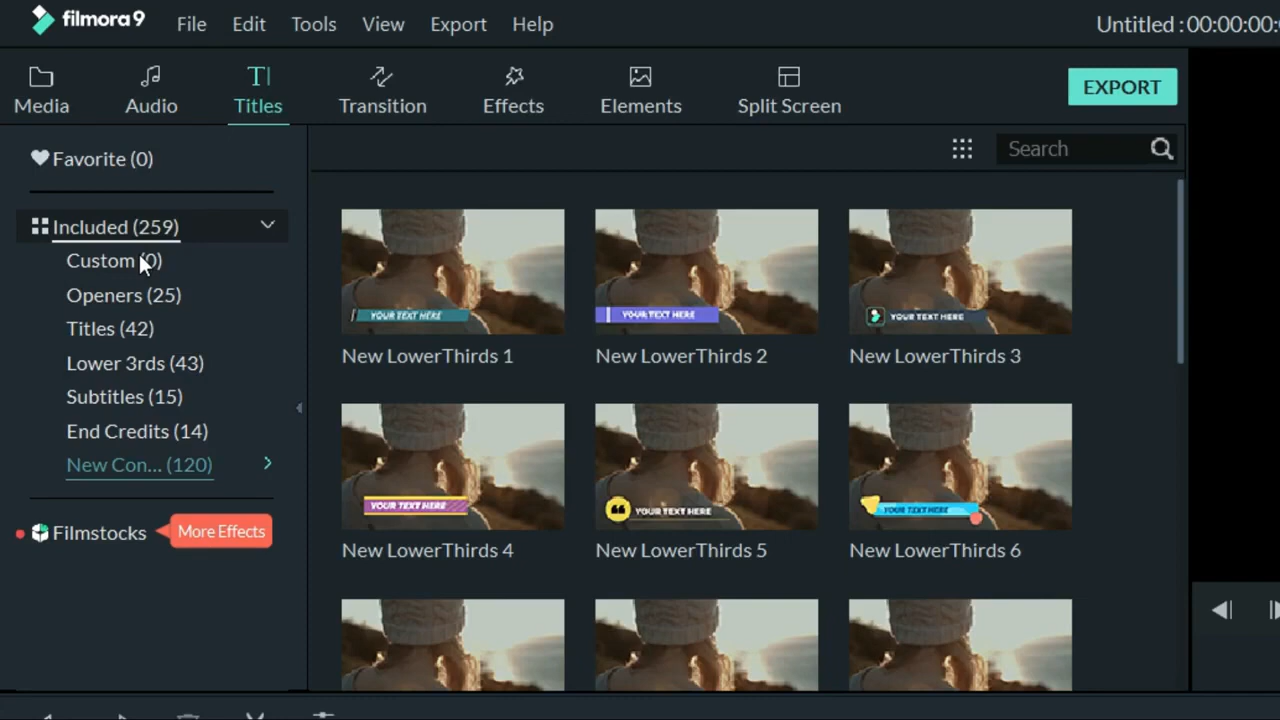 filmora9 File Edit Tools View Export Help Untitled : 00:00:00:
Media Audio Titles Transition Effects Elements Split Screen EXPORT
Favorite (0)
Search
Included (259)
Custom (0)
Openers (25)
Titles (42)
Lower 3rds (43)
Subtitles (15)
End Credits (14)
New Con... (120)
Filmstocks More Effects
YOUR TEXT HERE YOUR TEXT HERE YOUR TEXT HERE
New LowerThirds 1 New LowerThirds 2 New LowerThirds 3
YOUR TEXT HERE YOUR TEXT HERE YOUR TEXT HERE
New LowerThirds 4 New LowerThirds 5 New LowerThirds 6